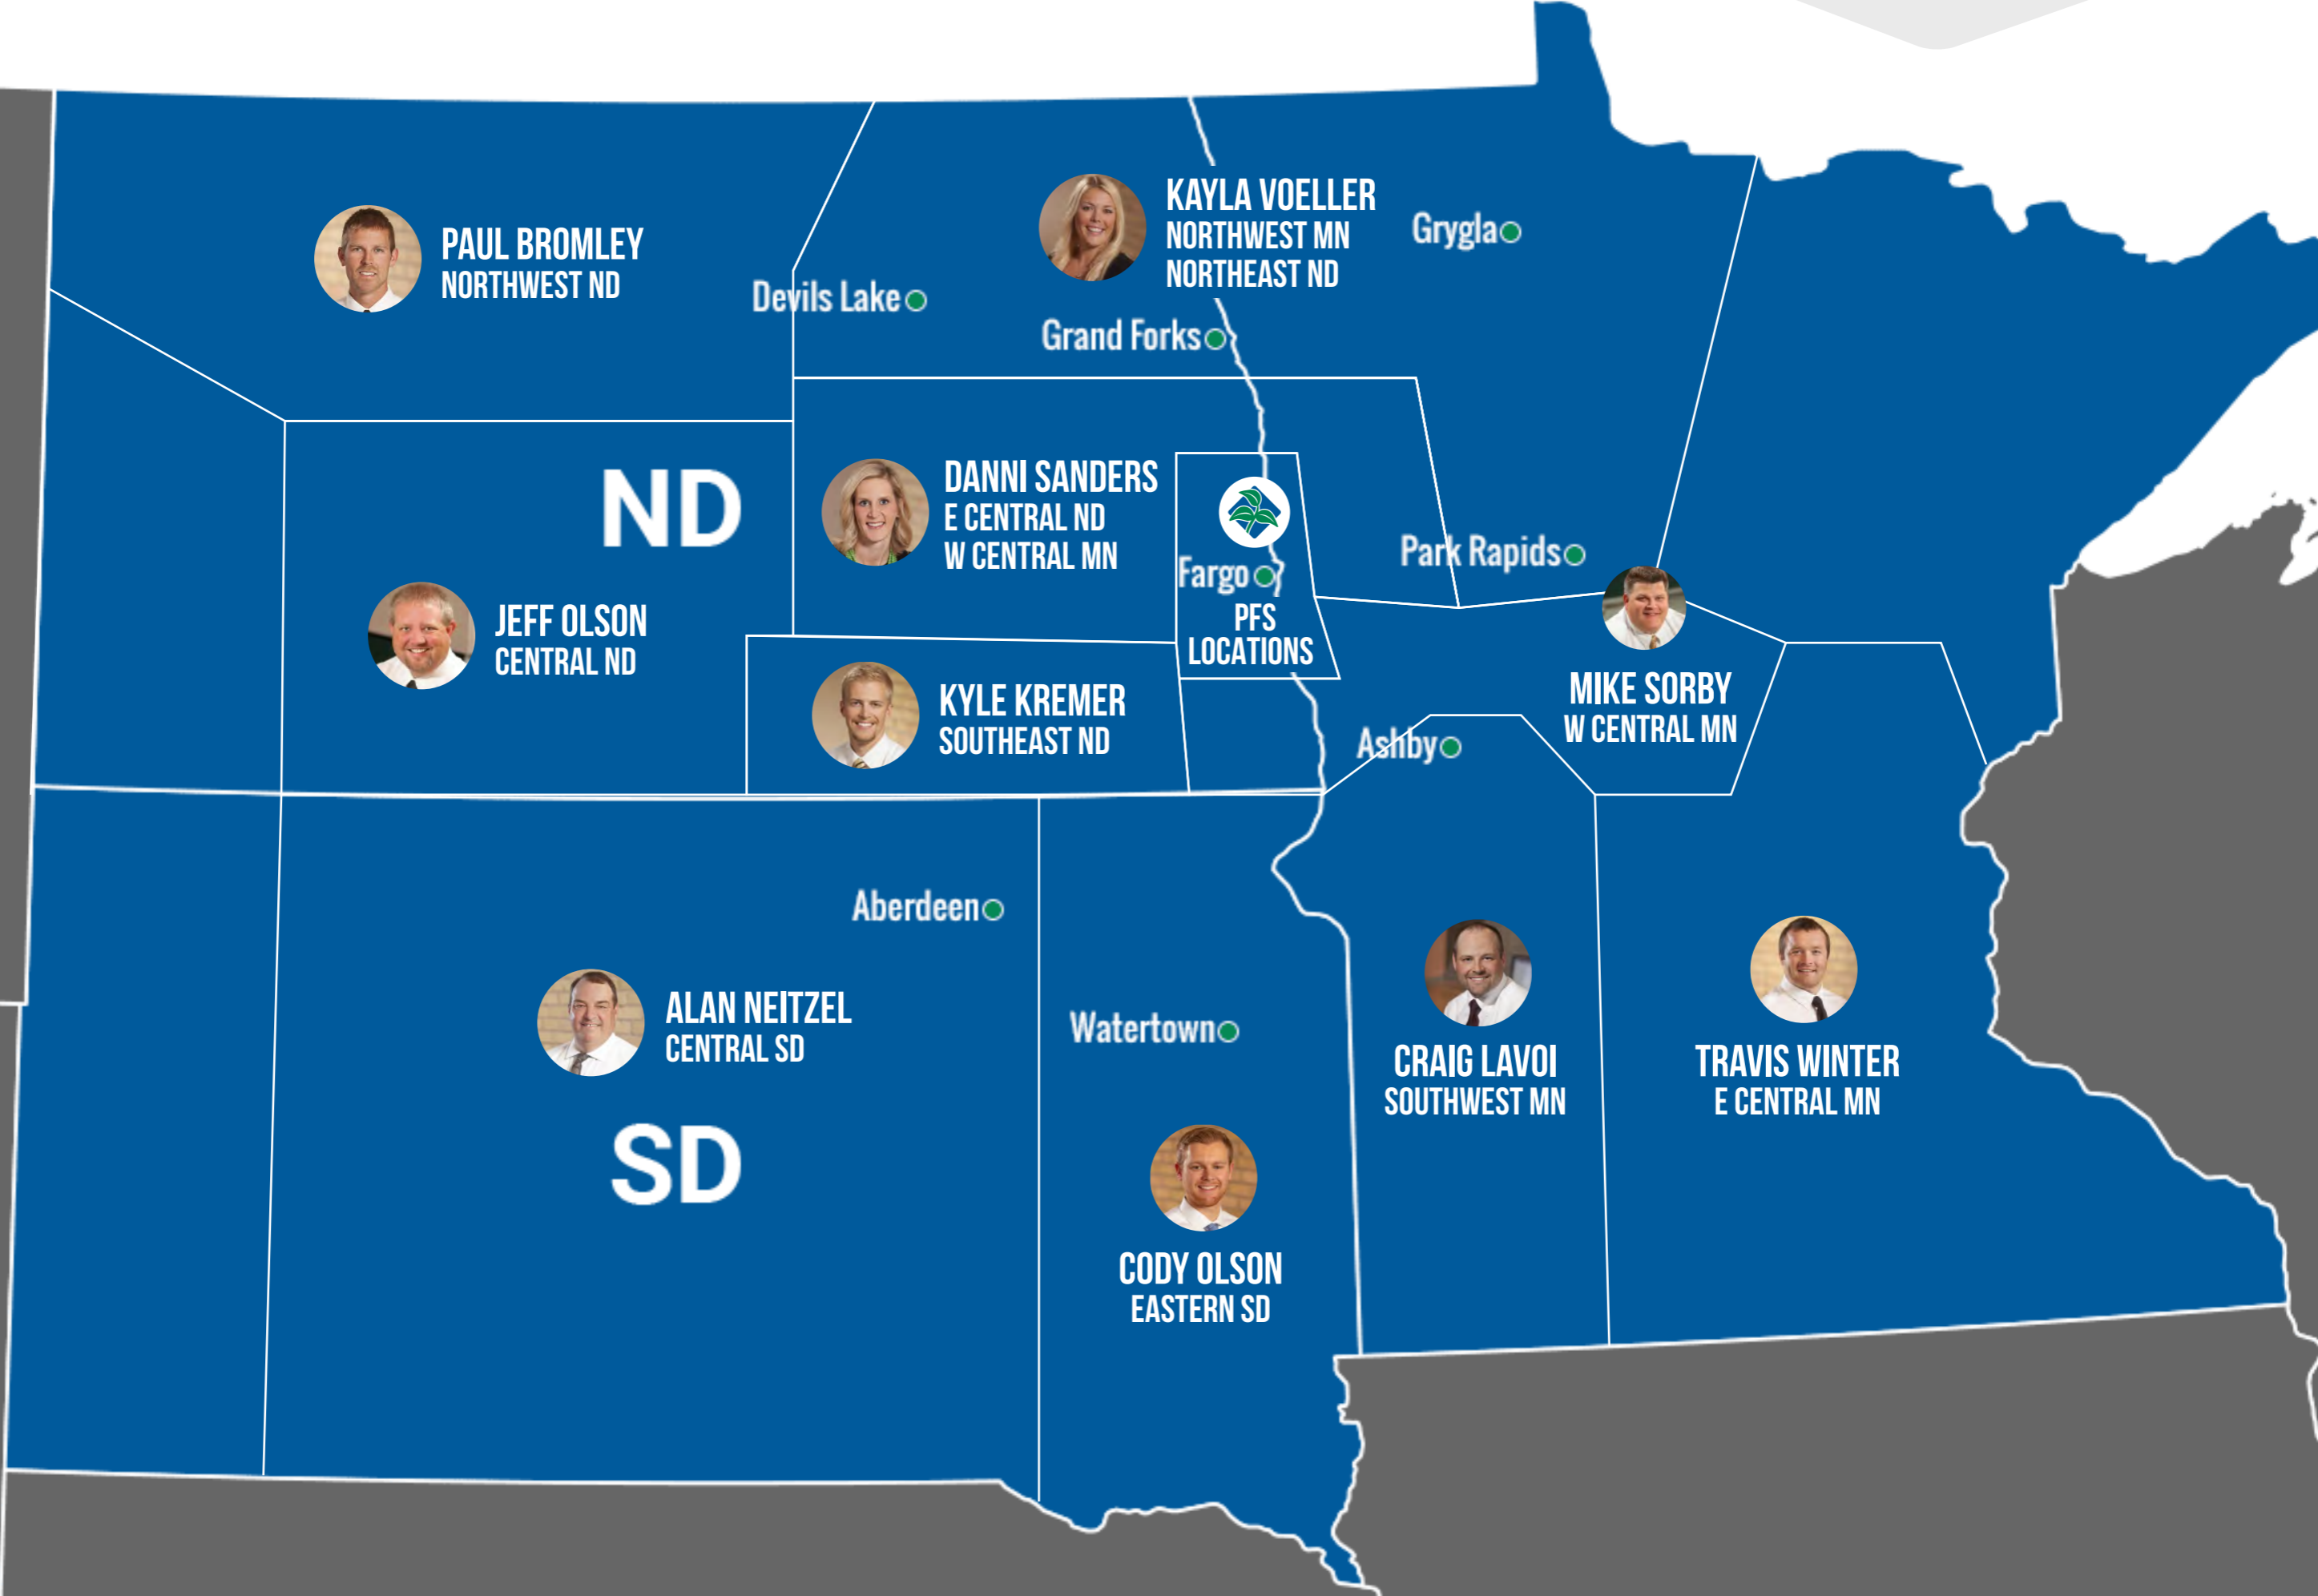 KAYLA VOELLER
NORTHWEST MN
NORTHEAST ND
Grygla
PAUL BROMLEY
NORTHWEST ND
Devils Lake
Grand Forks
ND
DANNI SANDERS
E CENTRAL ND
W CENTRAL MN
Fargo
PFS
LOCATIONS
Park Rapids
JEFF OLSON
CENTRAL ND
KYLE KREMER
SOUTHEAST ND
MIKE SORBY
W CENTRAL MN
Ashby
Aberdeen
ALAN NEITZEL
CENTRAL SD
Watertown
CRAIG LAVOI
SOUTHWEST MN
TRAVIS WINTER
E CENTRAL MN
SD
CODY OLSON
EASTERN SD